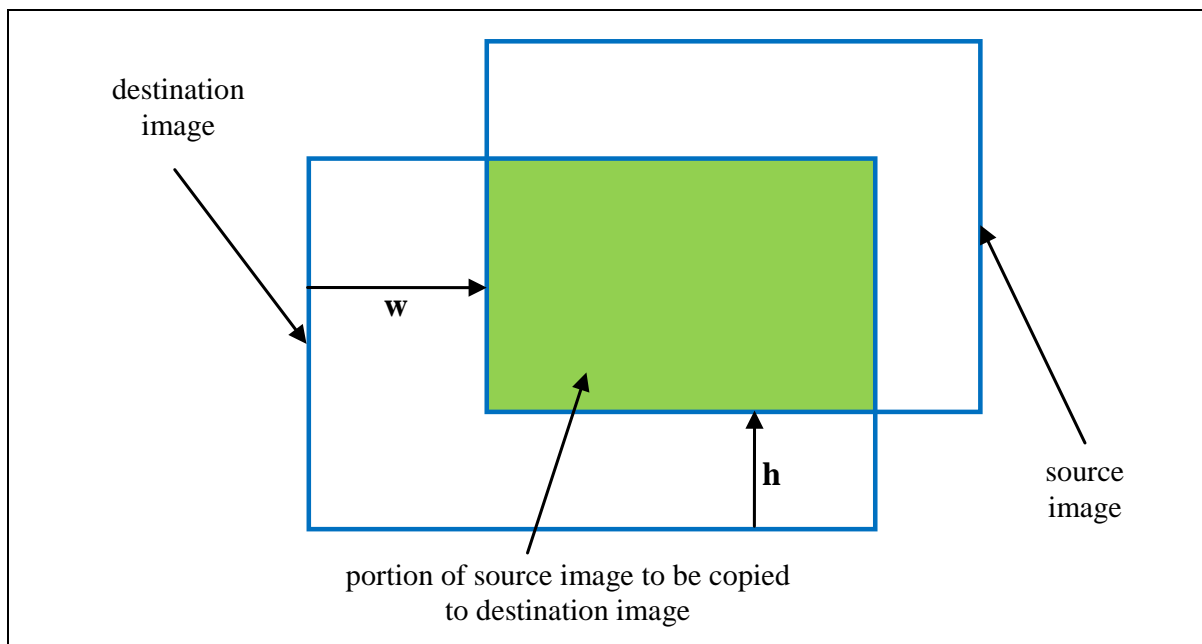 destination
image
w
h
source
image
portion of source image to be copied
to destination image